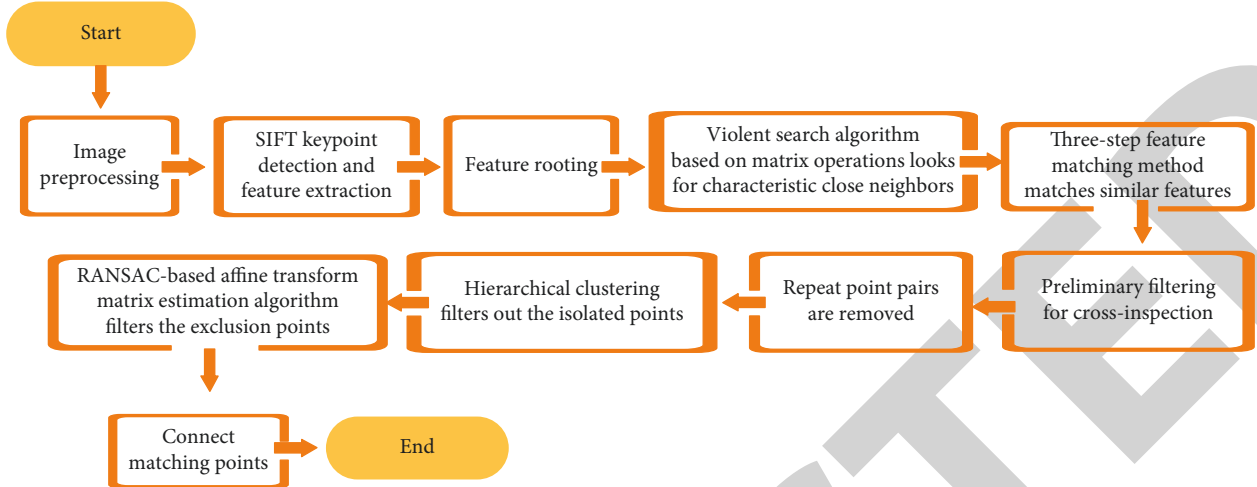 Start
Image
preprocessing
SIFT keypoint
detection and
feature extraction
Feature rooting
Violent search algorithm
based on matrix operations looks
for characteristic close neighbors
Three-step feature
matching method
matches similar features
Preliminary filtering
for cross-inspection
Repeat point pairs
are removed
Hierarchical clustering
filters out the isolated points
RANSAC-based affine transform
matrix estimation algorithm
filters the exclusion points
Connect
matching points
End